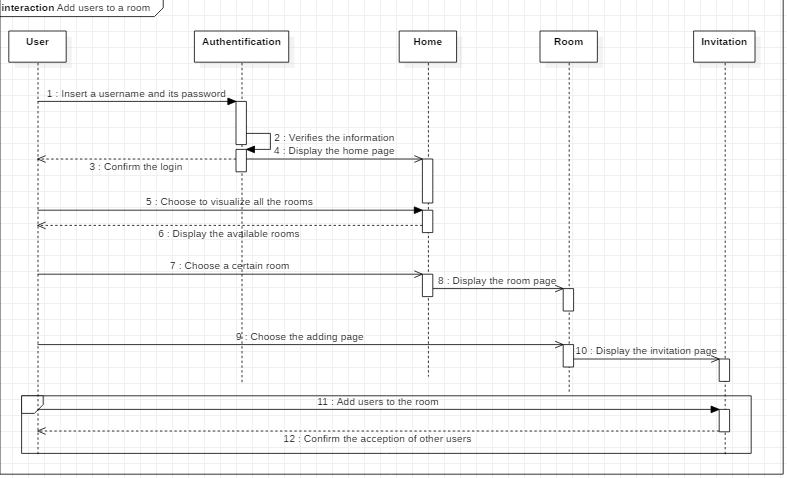 interaction Add users to a room
User
Authentification
Home
Room
Invitation
1 : Insert a username and its password
2 : Verifies the information
4 : Display the home page
3 : Confirm the login
5 : Choose to visualize all the rooms
6 : Display the available rooms
7 : Choose a certain room
8 : Display the room page
9 : Choose the adding page
10 : Display the invitation page
11 : Add users to the room
12 : Confirm the acception of other users